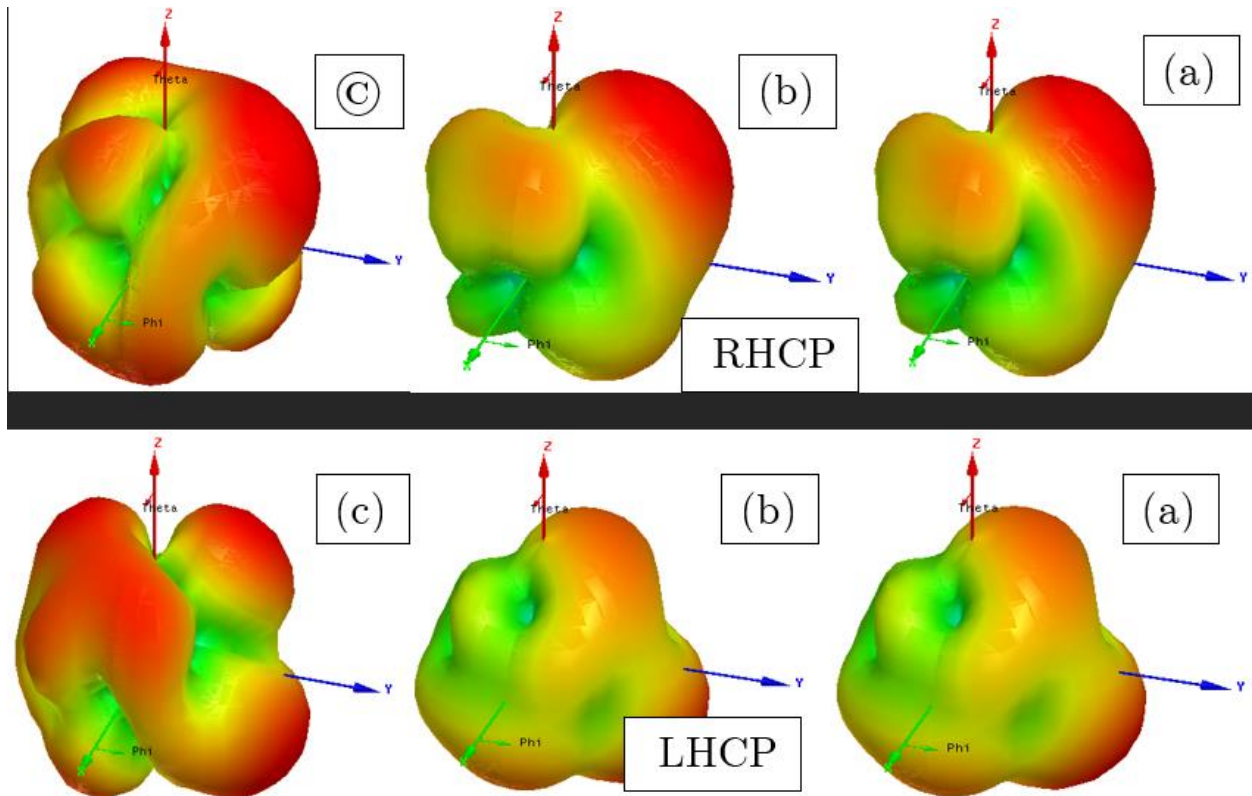 Z
Theta
©
Y
X
Phi
Z
Theta
(b)
Y
X
Phi
RHCP
Z
Theta
(a)
Y
X
Phi
Z
Theta
(c)
Y
X
Phi
Z
Theta
(b)
Y
X
Phi
LHCP
Z
Theta
(a)
Y
X
Phi